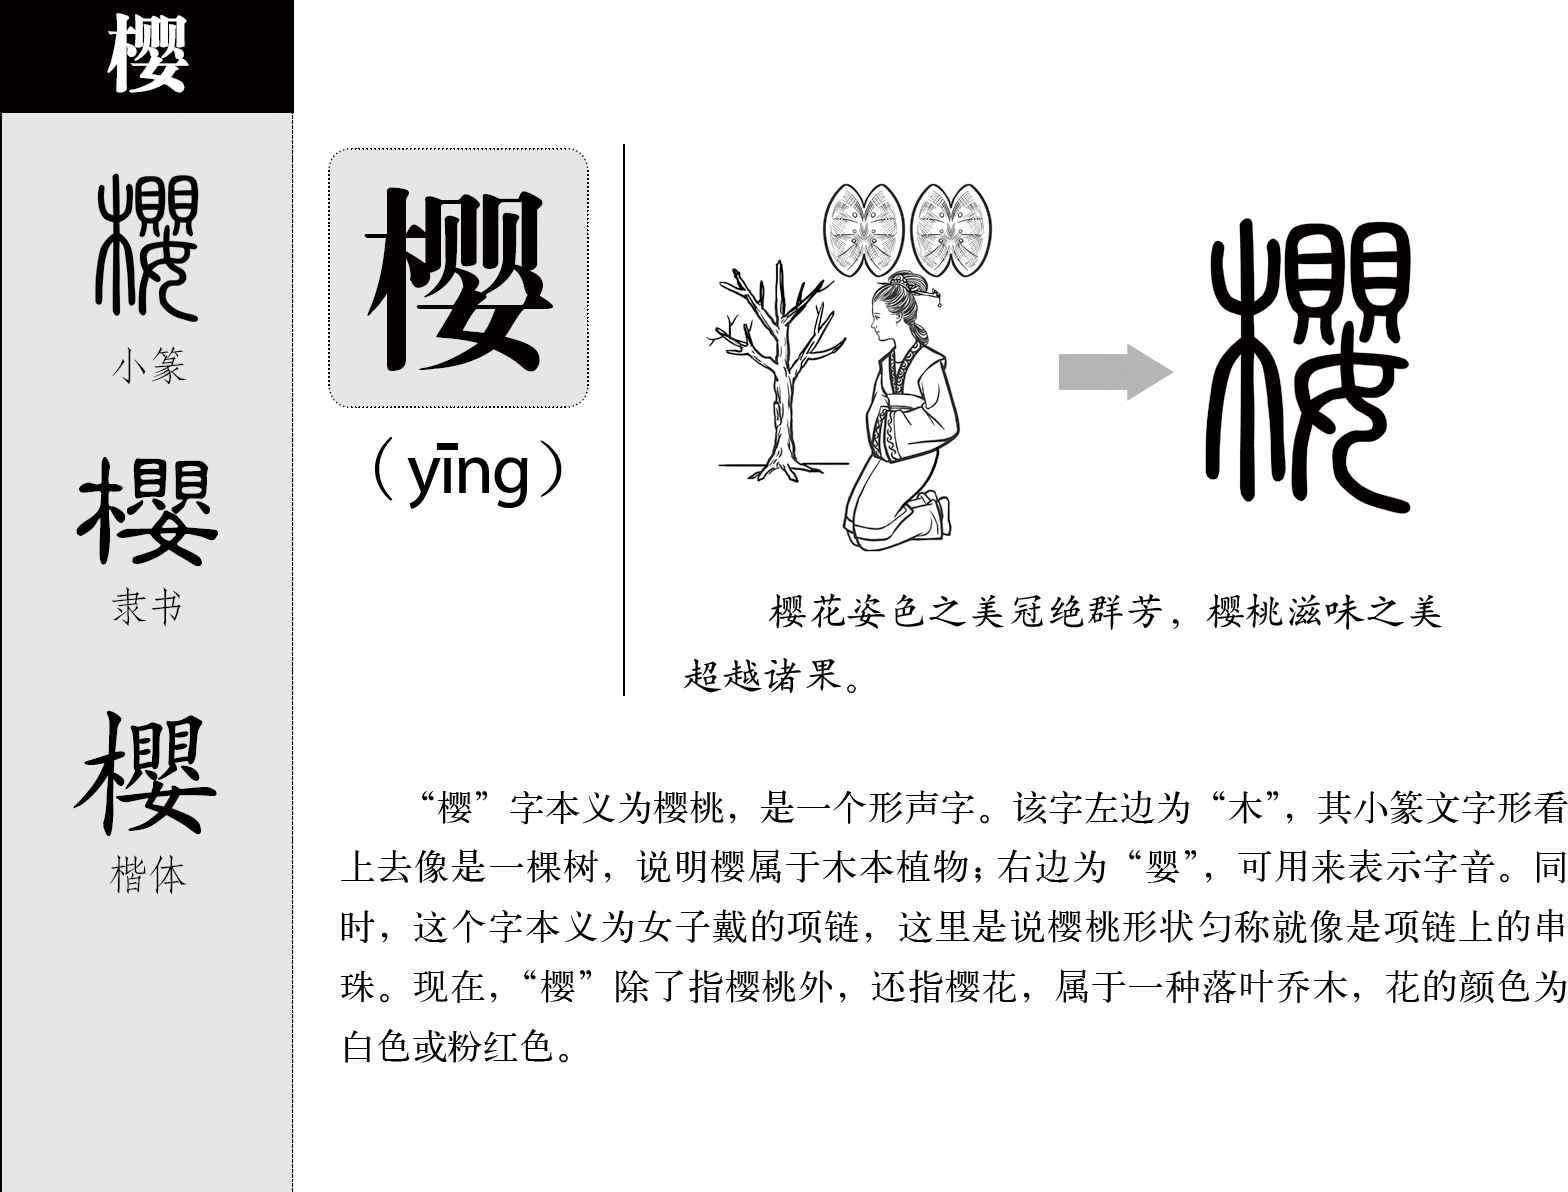 樱
櫻
小篆
櫻
隶书
櫻
楷体
樱
（yīng）
櫻
樱花姿色之美冠绝群芳，樱桃滋味之美
超越诸果。
“樱”字本义为樱桃，是一个形声字。该字左边为“木”，其小篆文字形看
上去像是一棵树，说明樱属于木本植物；右边为“婴”，可用来表示字音。同
时，这个字本义为女子戴的项链，这里是说樱桃形状匀称就像是项链上的串
珠。现在，“樱”除了指樱桃外，还指樱花，属于一种落叶乔木，花的颜色为
白色或粉红色。